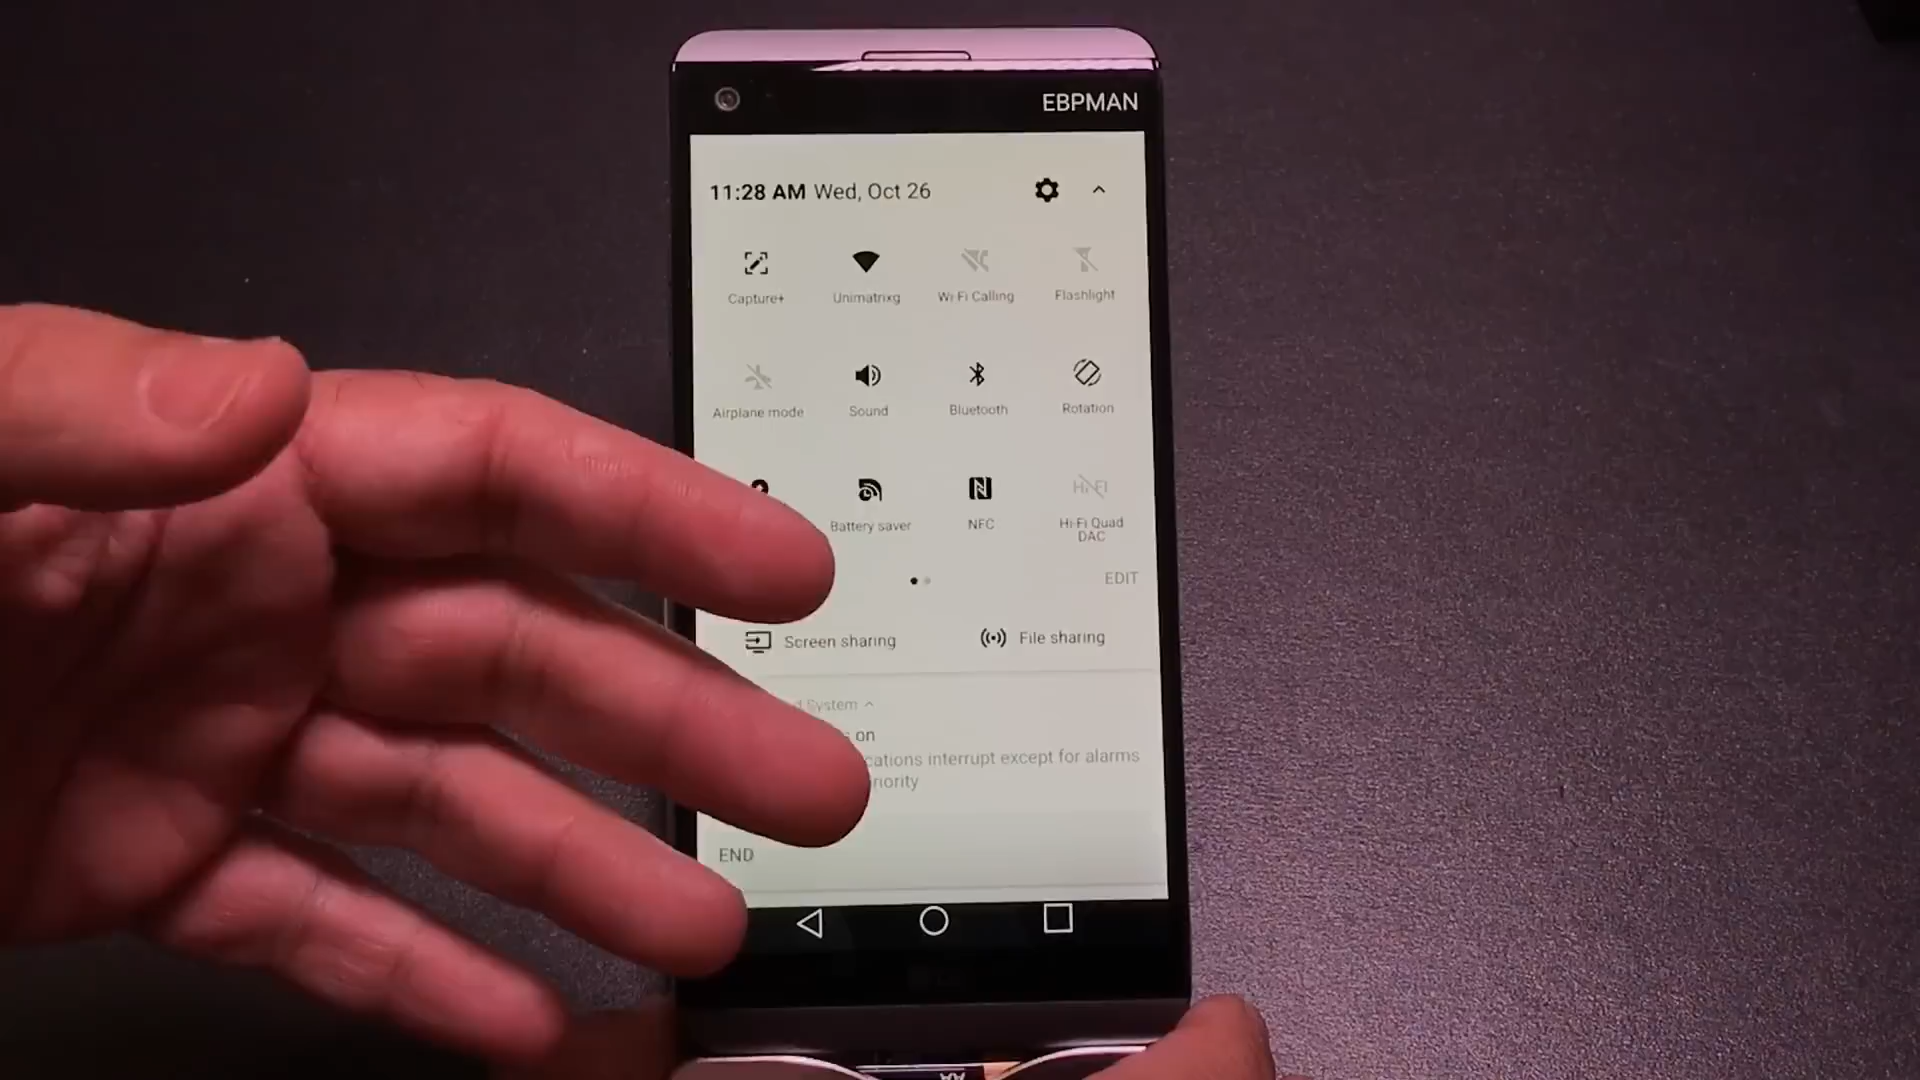 EBPMAN
11:28 AM Wed, Oct 26
Capture+ Unimatrixg Wi-Fi Calling Flashlight
Airplane mode Sound Bluetooth Rotation
Battery saver NFC Hi-Fi Quad
DAC
EDIT
Screen sharing File sharing
d System
on
cations interrupt except for alarms
riority
END